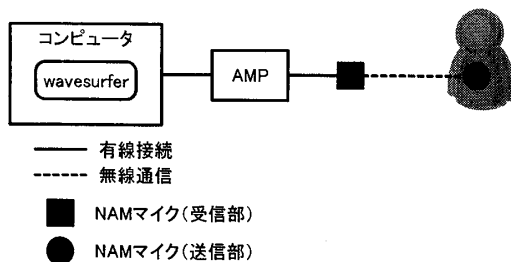 コンピュータ
wavesurfer
AMP
有線接続
無線通信
NAMマイク(受信部)
NAMマイク(送信部)